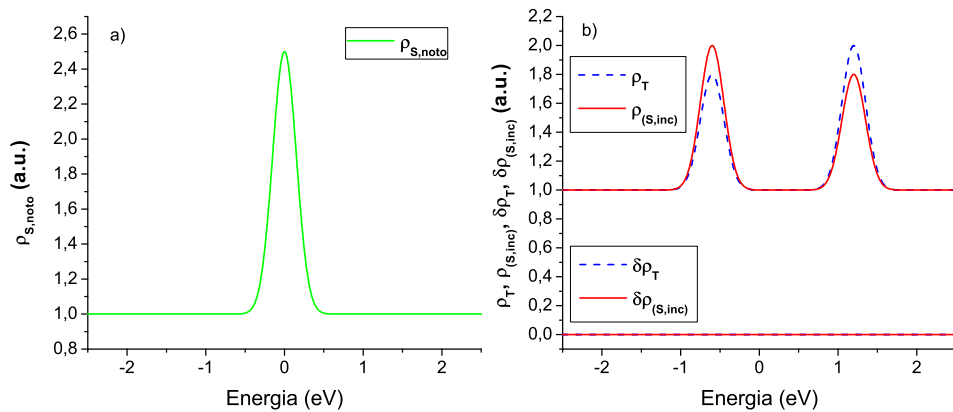 a)
ρS,noto
2,6
2,4
2,2
2,0
1,8
1,6
1,4
1,2
1,0
0,8
ρS,noto (a.u.)
-2 -1 0 1 2
Energia (eV)
b)
ρT
ρ(S,inc)
δρT
δρ(S,inc)
2,0
1,8
1,6
1,4
1,2
1,0
0,8
0,6
0,4
0,2
0,0
ρT, ρ(S,inc), δρT, δρ(S,inc) (a.u.)
-2 -1 0 1 2
Energia (eV)